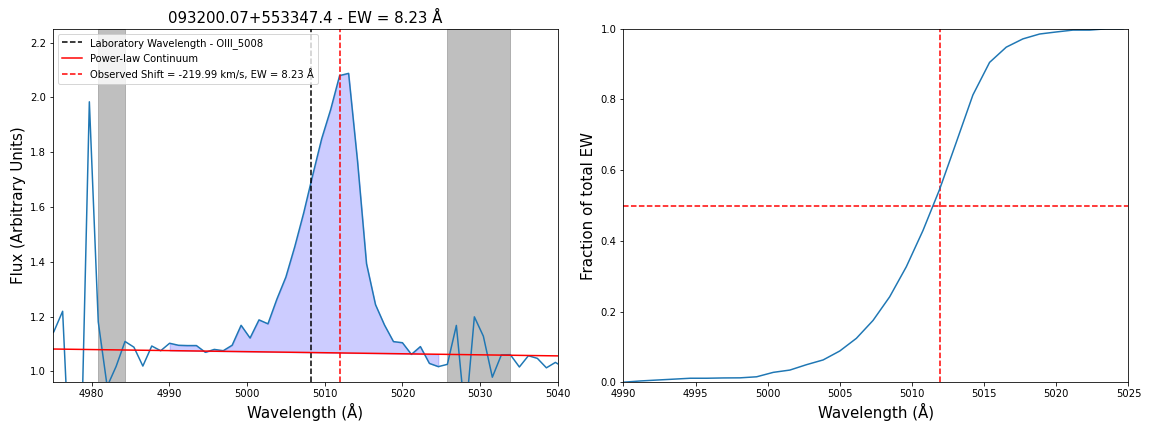 093200.07+553347.4 - EW = 8.23 Å
Laboratory Wavelength - OIII_5008
Power-law Continuum
Observed Shift = -219.99 km/s, EW = 8.23 Å
Flux (Arbitrary Units)
2.2
2.0
1.8
1.6
1.4
1.2
1.0
4980 4990 5000 5010 5020 5030 5040
Wavelength (Å)
Fraction of total EW
1.0
0.8
0.6
0.4
0.2
0.0
4990 4995 5000 5005 5010 5015 5020 5025
Wavelength (Å)